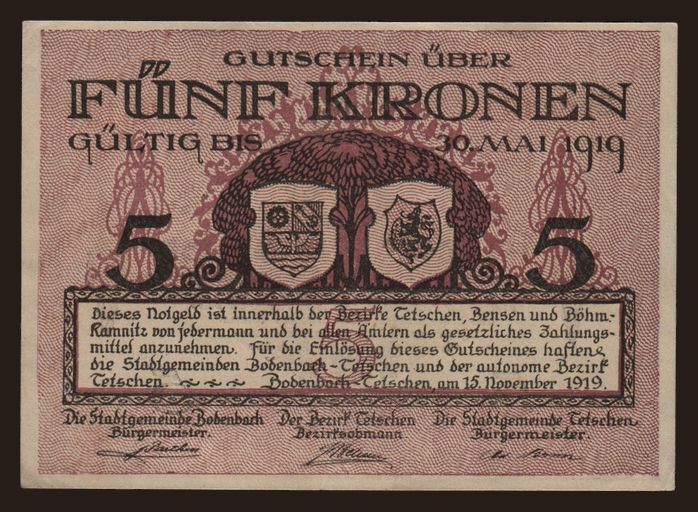 GUTSCHEIN ÜBER
FÜNF KRONEN
GÜLTIG BIS 30. MAI 1919
5 5
Dieses Notgeld ist innerhalb der Bezirke Tetschen, Bensen und Böhm.-
Kamnitz von jedermann und bei allen Ämtern als gesetzliches Zahlungs-
mittel anzunehmen. Für die Einlösung dieses Gutscheines haften
die Stadtgemeinden Bodenbach-Tetschen und der autonome Bezirk
Tetschen. ~ ~ ~ Bodenbach-Tetschen, am 15. November 1919.
5
Die Stadtgemeinde Bodenbach Der Bezirk Tetschen Die Stadtgemeinde Tetschen
Bürgermeister. Bezirksobmann Bürgermeister.